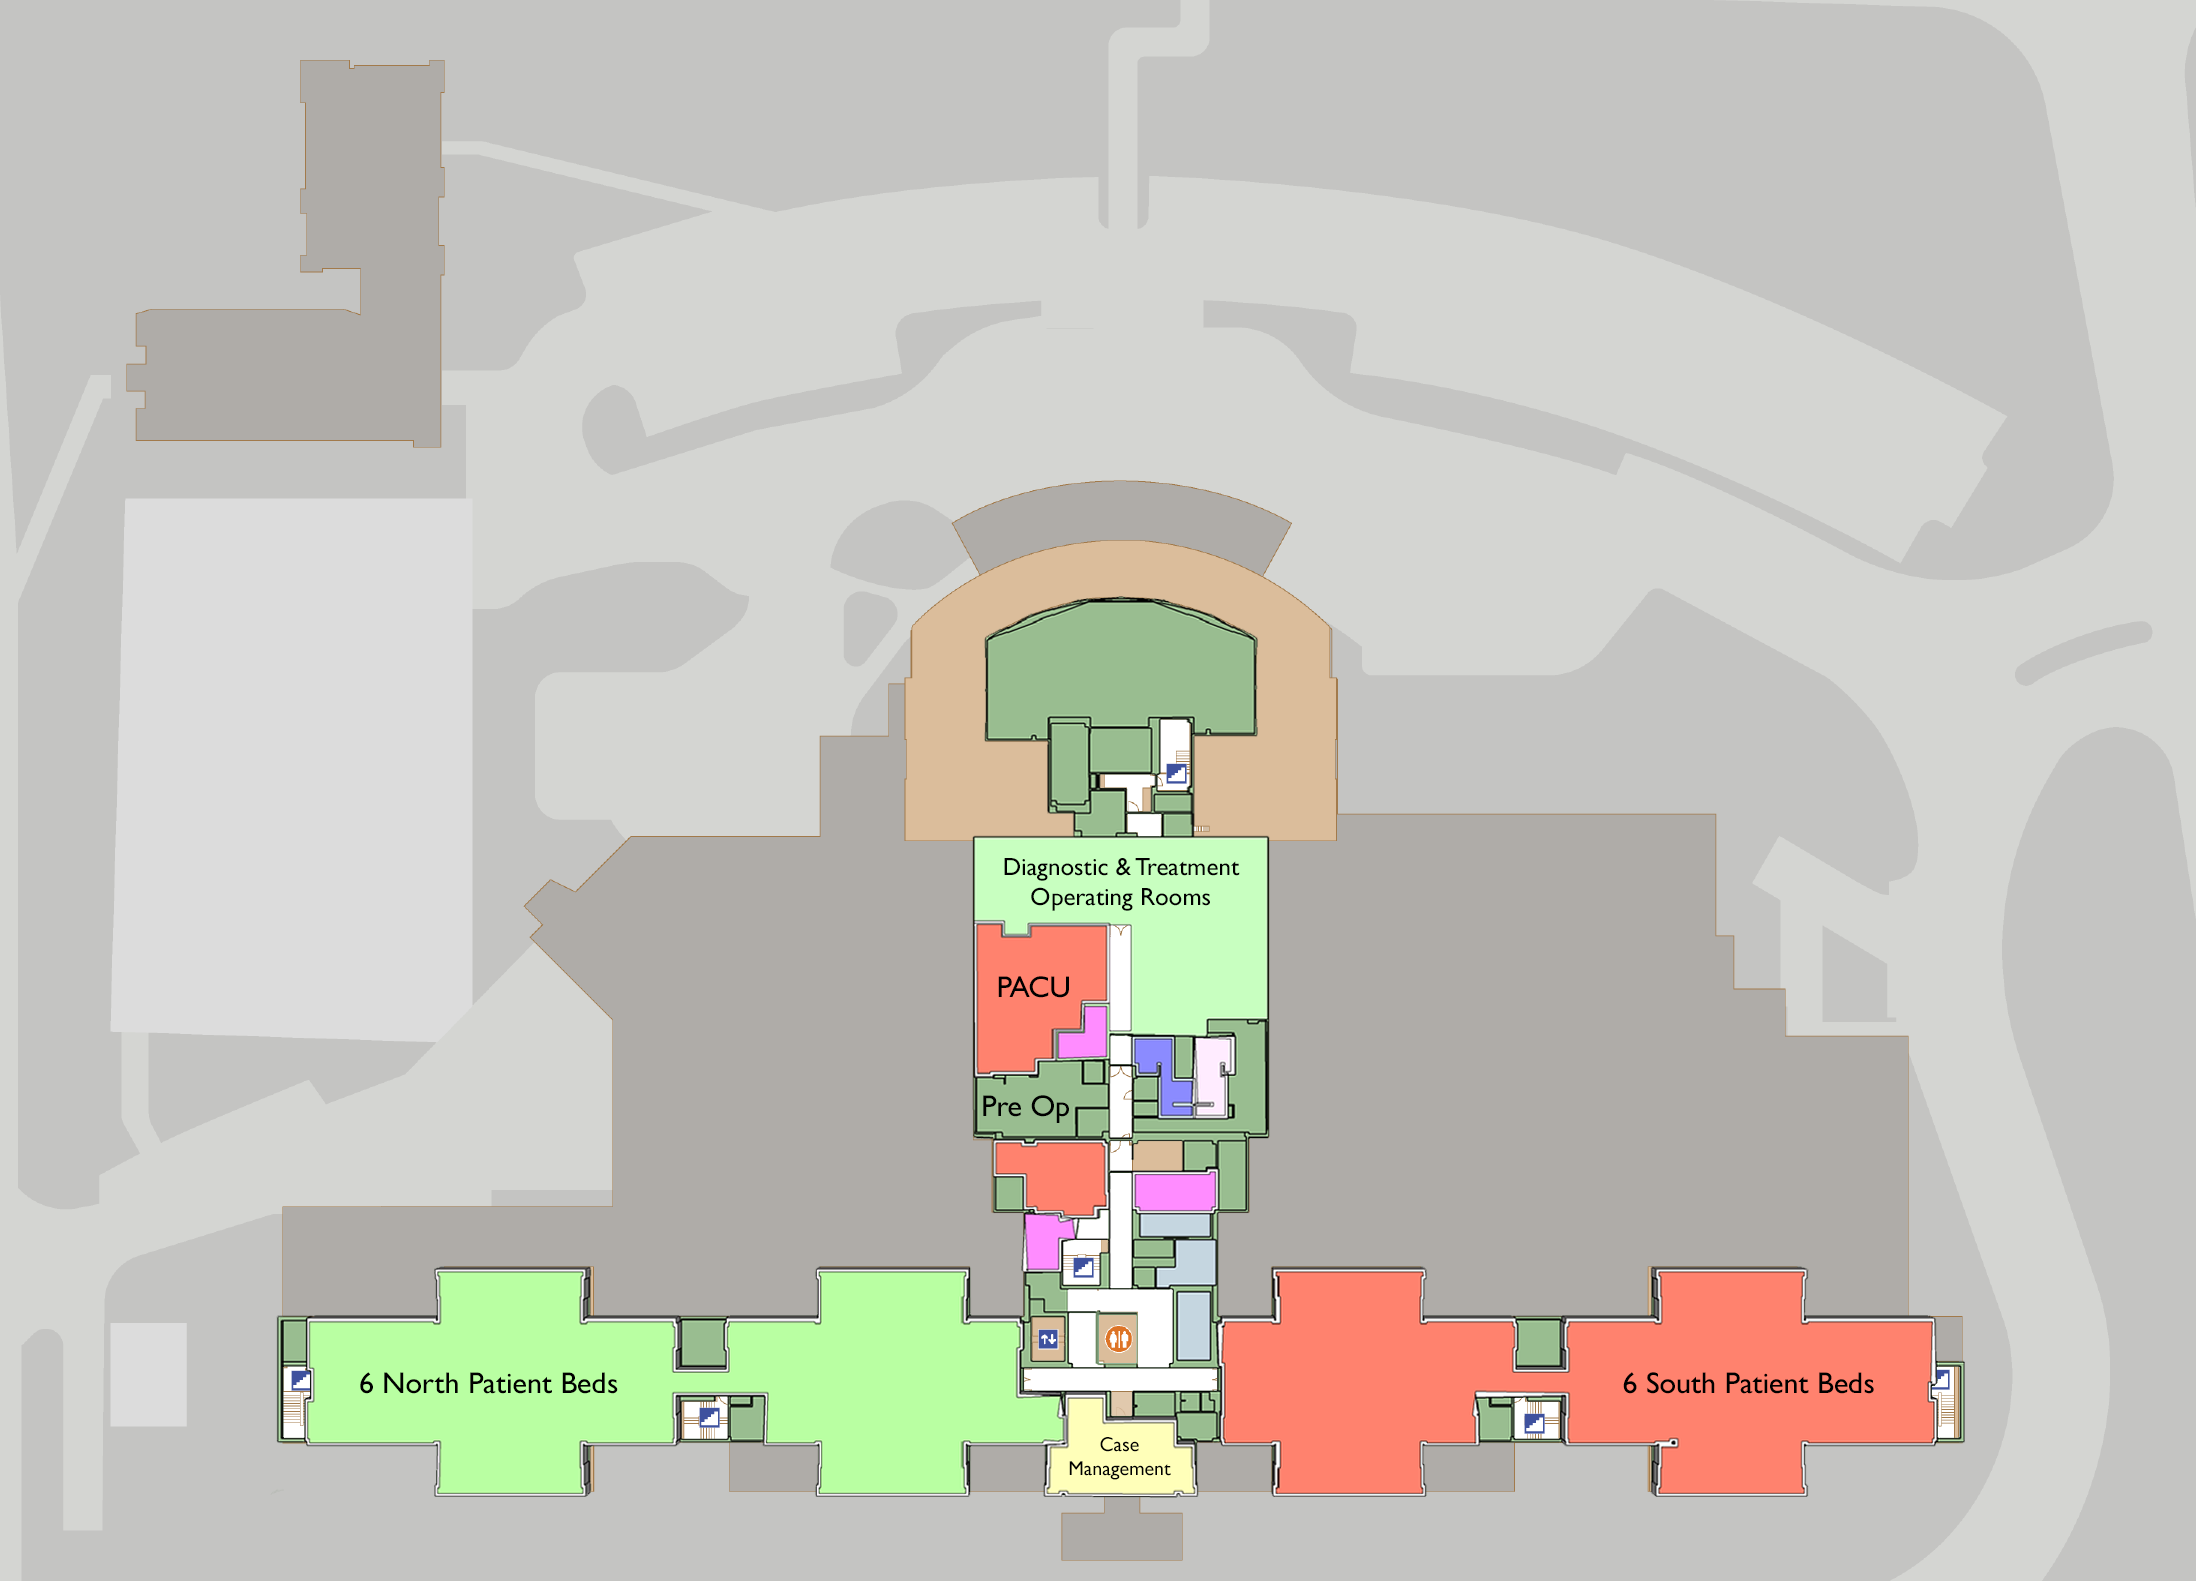 Diagnostic & Treatment
Operating Rooms
PACU
Pre Op
6 North Patient Beds
6 South Patient Beds
Case
Management